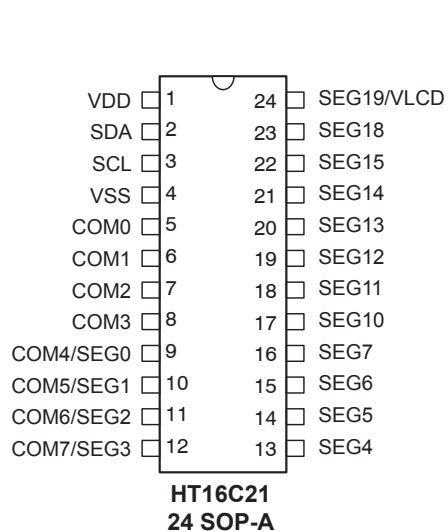 VDD 1 24 SEG19/VLCD
SDA 2 23 SEG18
SCL 3 22 SEG15
VSS 4 21 SEG14
COM0 5 20 SEG13
COM1 6 19 SEG12
COM2 7 18 SEG11
COM3 8 17 SEG10
COM4/SEG0 9 16 SEG7
COM5/SEG1 10 15 SEG6
COM6/SEG2 11 14 SEG5
COM7/SEG3 12 13 SEG4
HT16C21
24 SOP-A